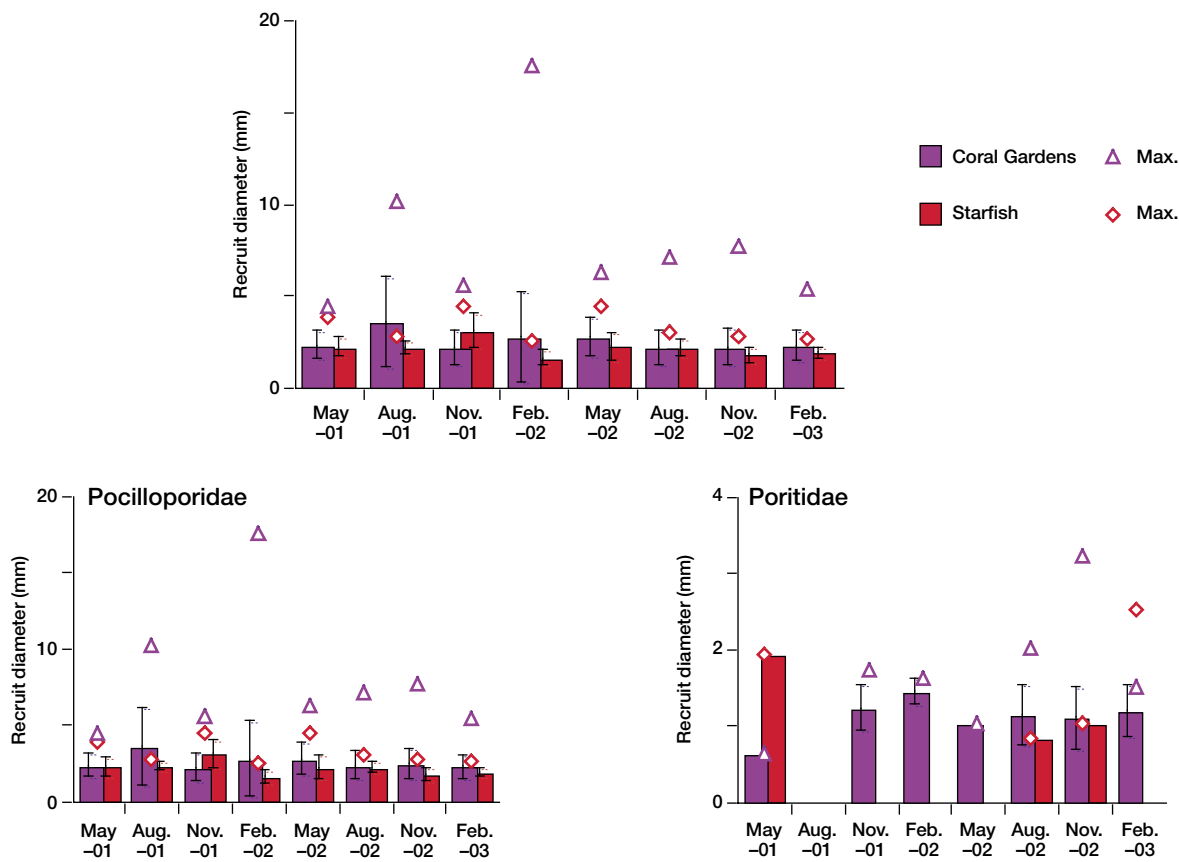 20
10
0
Recruit diameter (mm)
May Aug. Nov. Feb. May Aug. Nov. Feb.
–01 –01 –01 –02 –02 –02 –02 –03
Coral Gardens Max.
Starfish Max.
Pocilloporidae
20
10
0
Recruit diameter (mm)
May Aug. Nov. Feb. May Aug. Nov. Feb.
–01 –01 –01 –02 –02 –02 –02 –03
Poritidae
4
2
0
Recruit diameter (mm)
May Aug. Nov. Feb. May Aug. Nov. Feb.
–01 –01 –01 –02 –02 –02 –02 –03